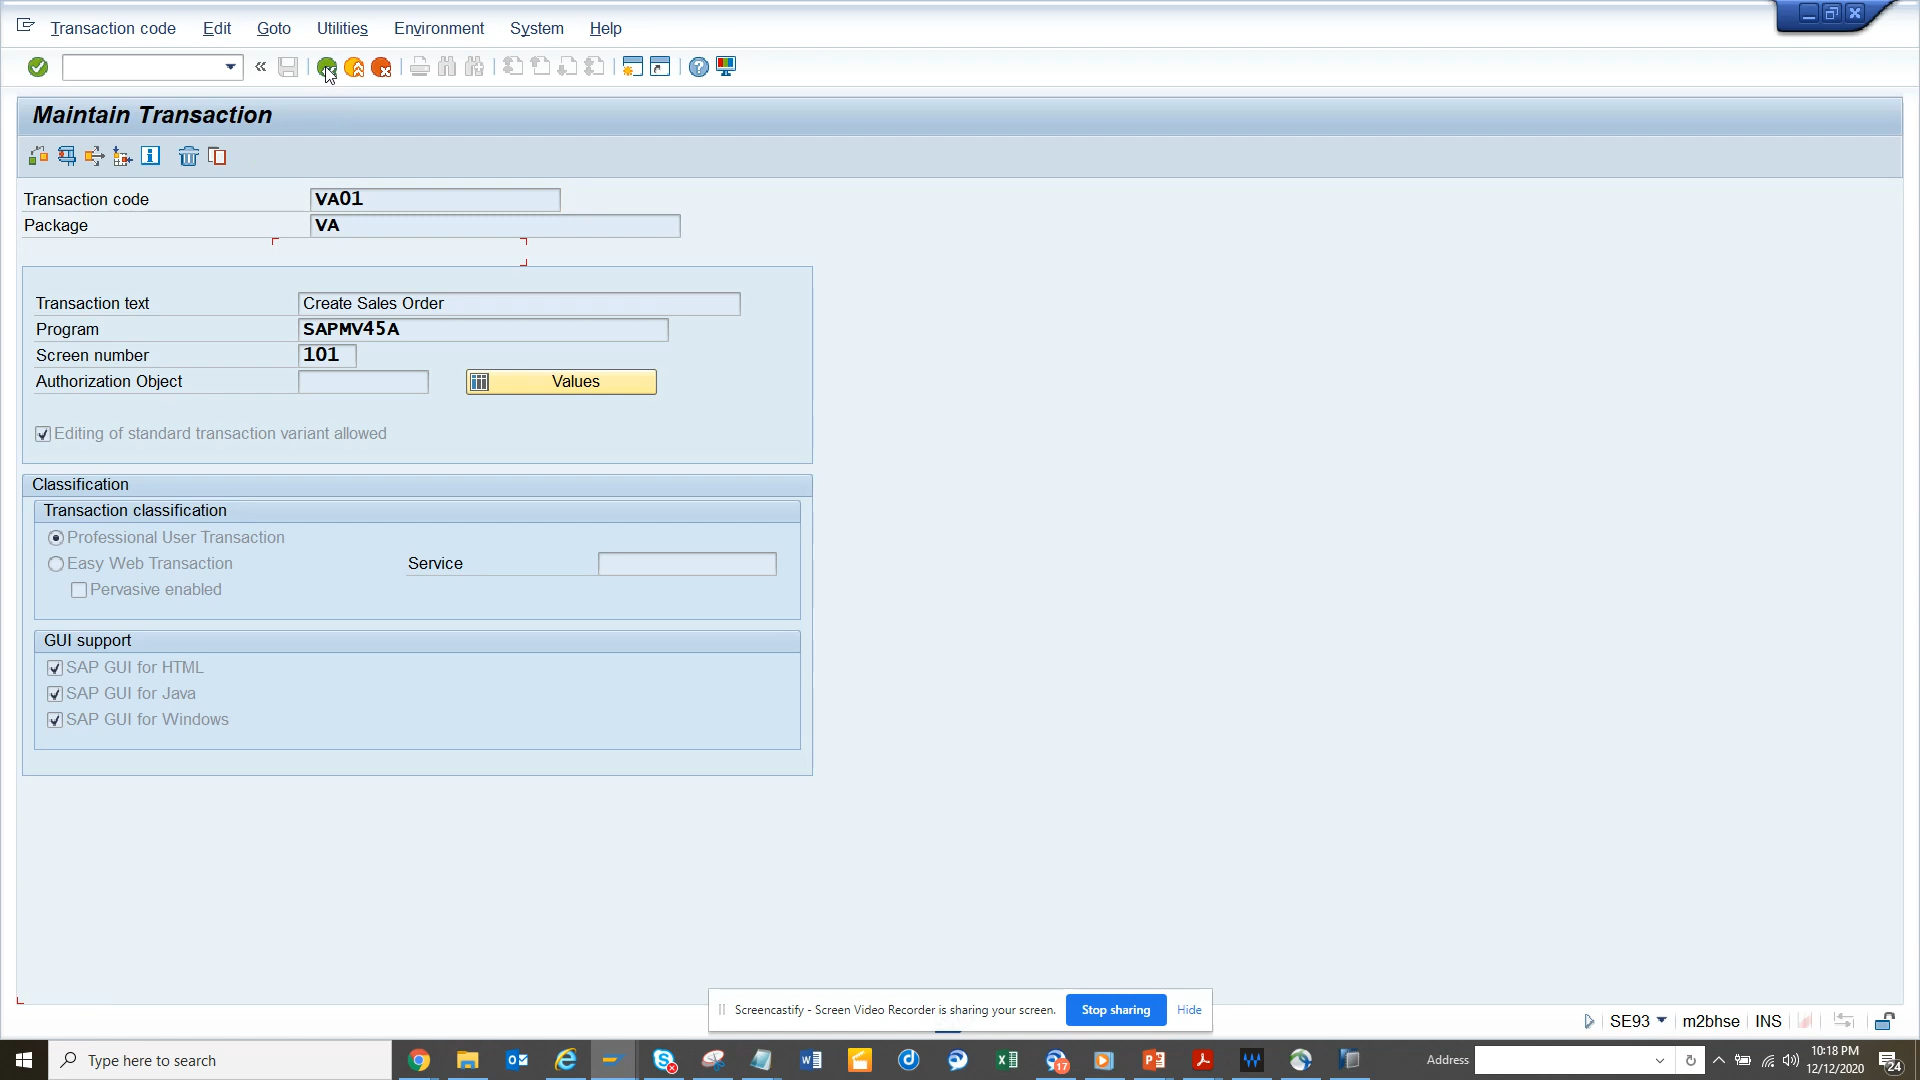 Transaction code Edit Goto Utilities Environment System Help
Maintain Transaction
Transaction code VA01
Package VA
Transaction text Create Sales Order
Program SAPMV45A
Screen number 101
Authorization Object Values
Editing of standard transaction variant allowed
Classification
Transaction classification
Professional User Transaction
Easy Web Transaction Service
Pervasive enabled
GUI support
SAP GUI for HTML
SAP GUI for Java
SAP GUI for Windows
Screencastify - Screen Video Recorder is sharing your screen. Stop sharing Hide
SE93 m2bhse INS
Type here to search 17 Address 10:18 PM
12/12/2020 24